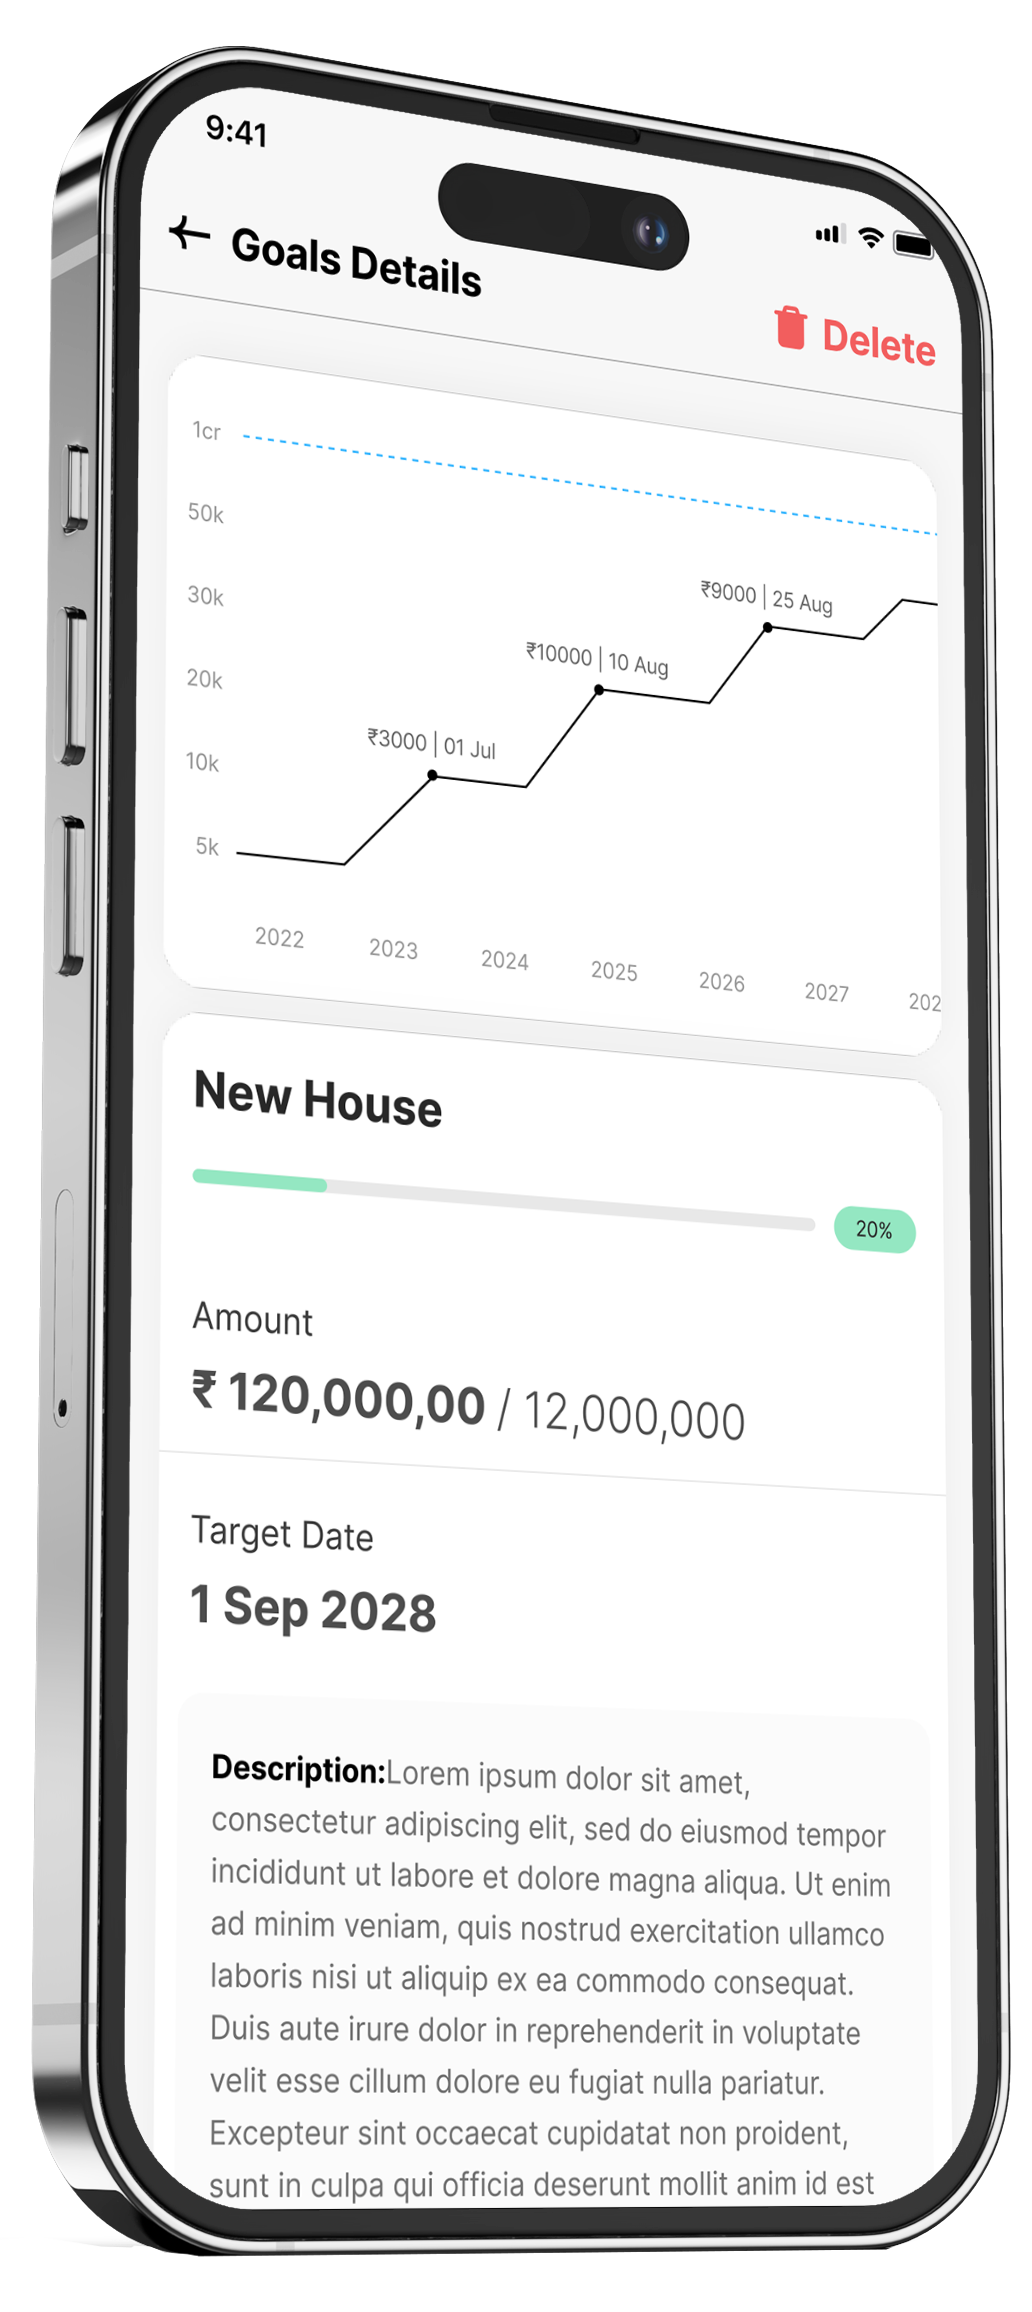 9:41
Goals Details
Delete
1cr
50k
30k
20k
10k
5k
₹9000 | 25 Aug
₹10000 | 10 Aug
₹3000 | 01 Jul
2022 2023 2024 2025 2026 2027 202
New House
20%
Amount
₹ 120,000,00 / 12,000,000
Target Date
1 Sep 2028
Description:Lorem ipsum dolor sit amet,
consectetur adipiscing elit, sed do eiusmod tempor
incididunt ut labore et dolore magna aliqua. Ut enim
ad minim veniam, quis nostrud exercitation ullamco
laboris nisi ut aliquip ex ea commodo consequat.
Duis aute irure dolor in reprehenderit in voluptate
velit esse cillum dolore eu fugiat nulla pariatur.
Excepteur sint occaecat cupidatat non proident,
sunt in culpa qui officia deserunt mollit anim id est